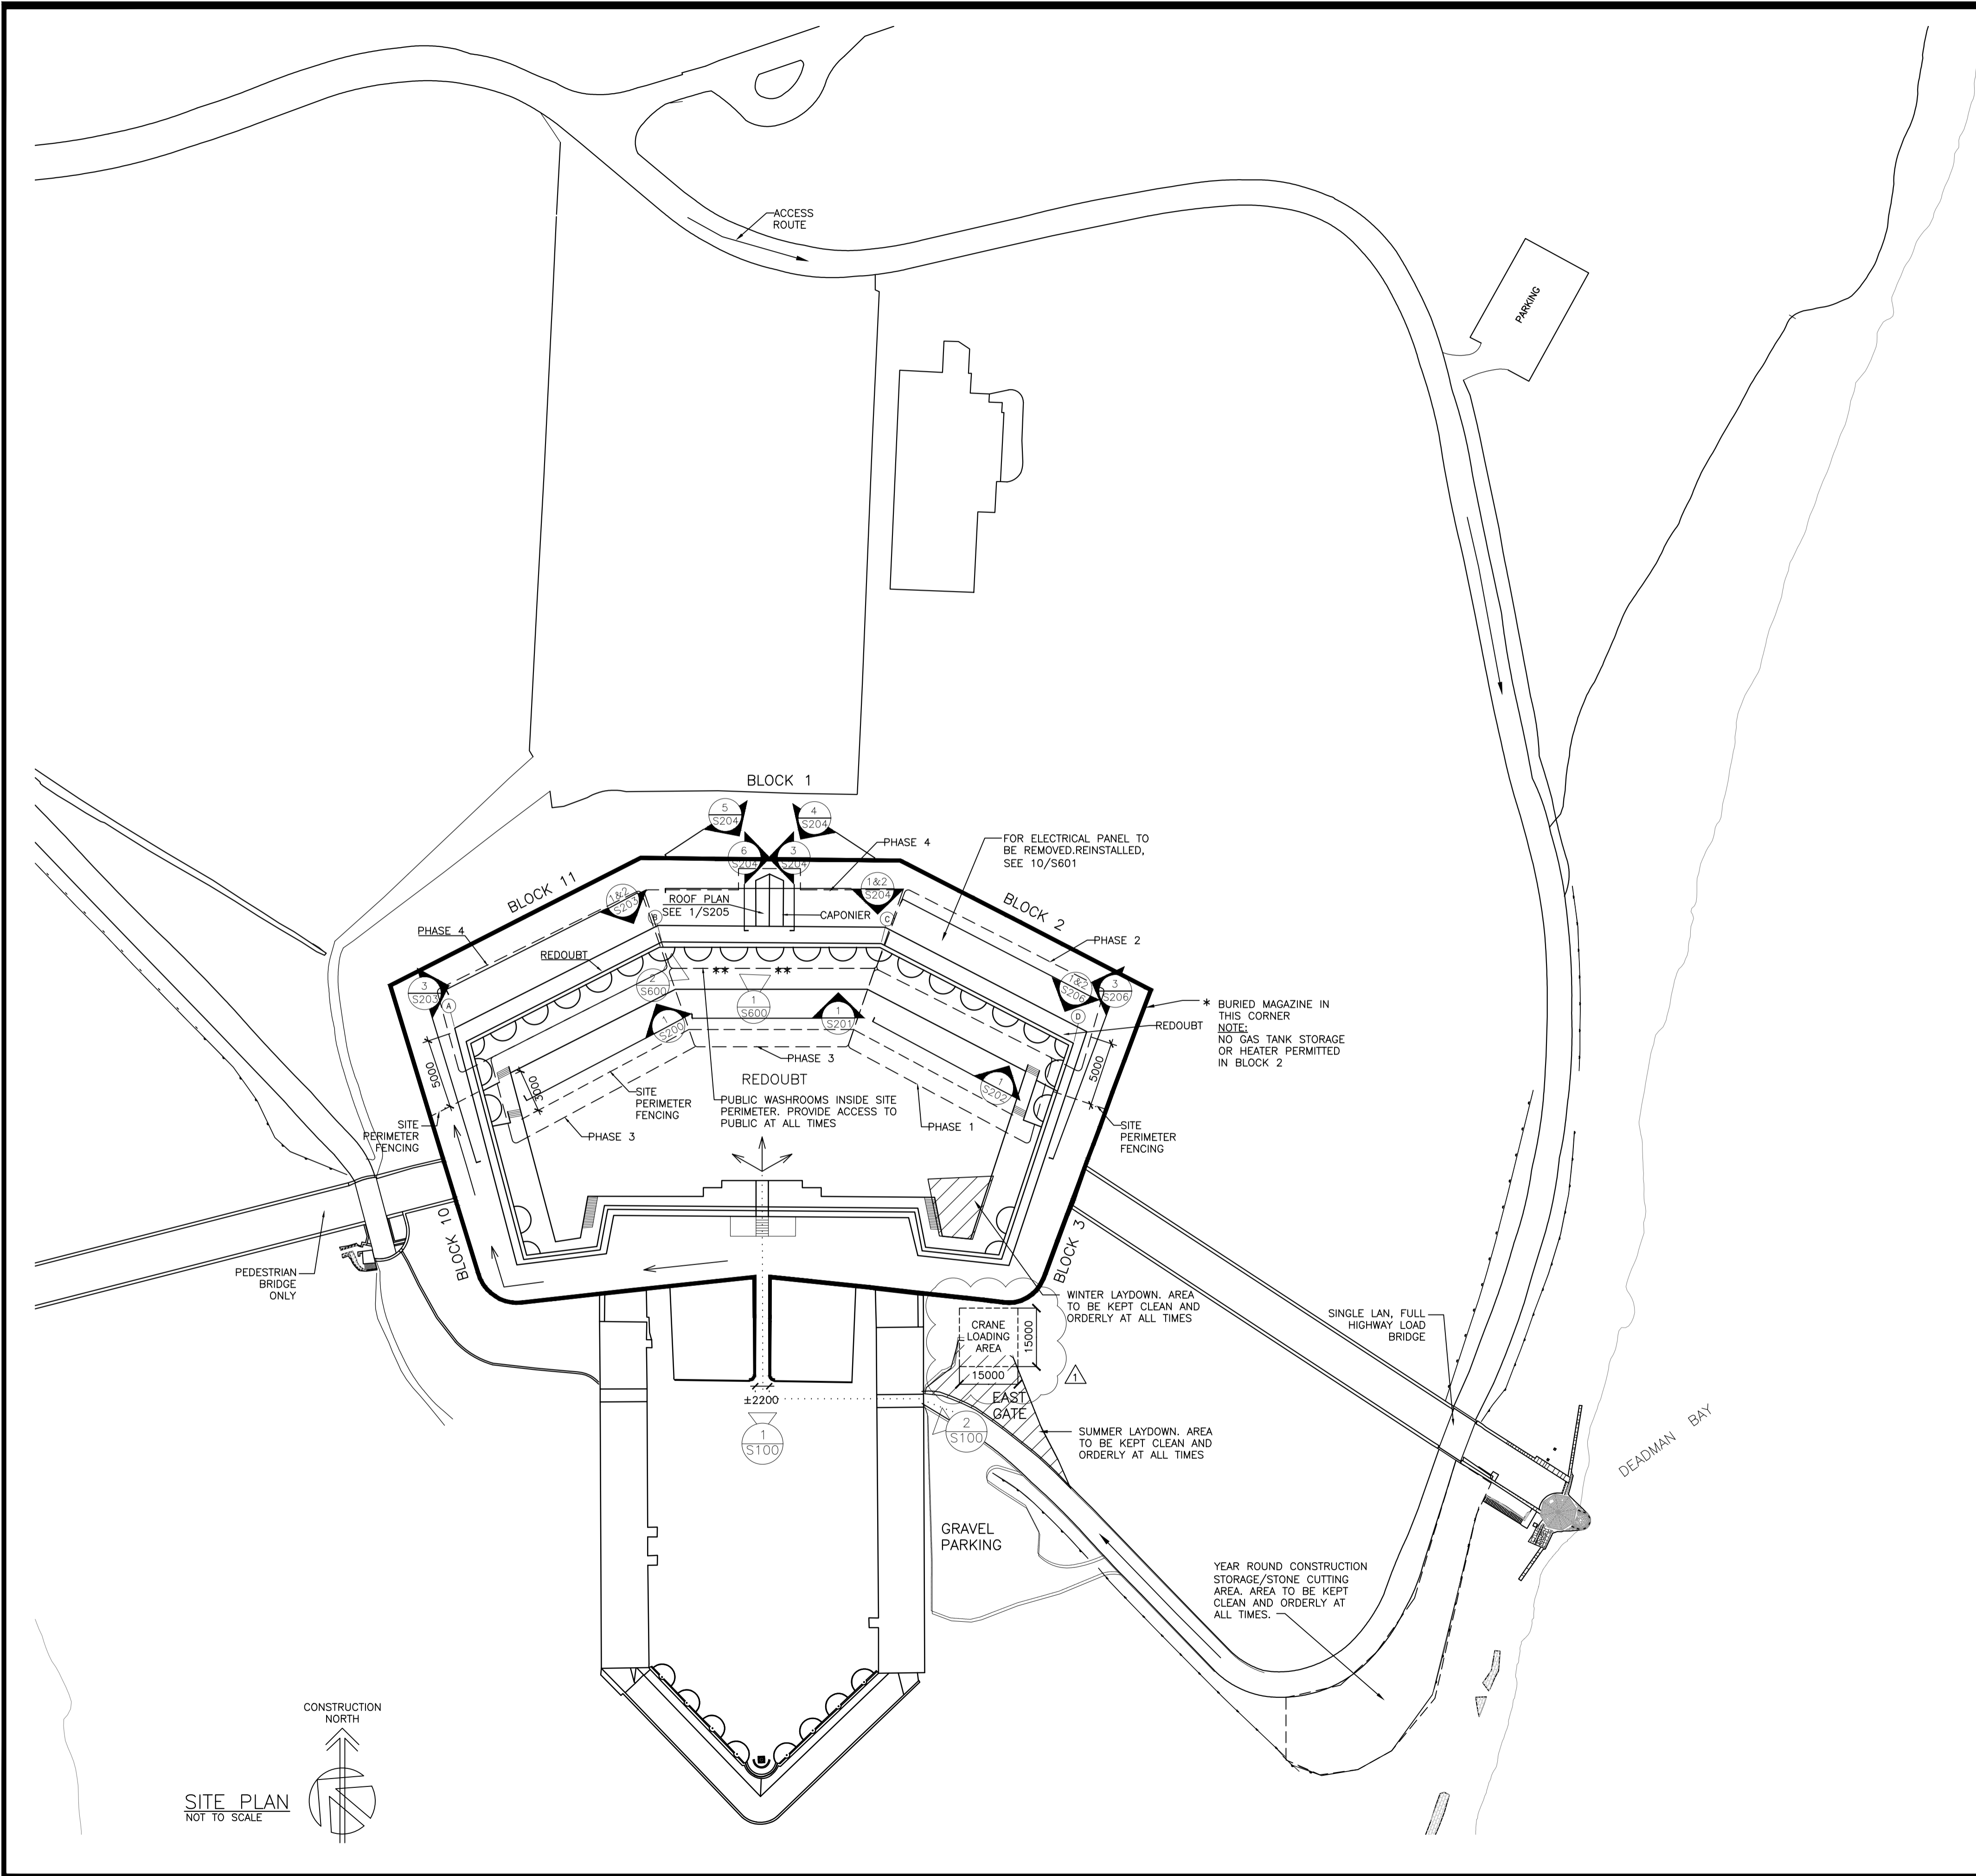 ACCESS
ROUTE
PARKING
BLOCK 1
5
S204
4
S204
PHASE 4
FOR ELECTRICAL PANEL TO
BE REMOVED.REINSTALLED,
SEE 10/S601
6
S204
3
S204
BLOCK 11
1&2
S203
ROOF PLAN
SEE 1/S205
CAPONIER
1&2
S204
BLOCK 2
B
C
PHASE 4
PHASE 2
REDOUBT
**
**
3
S203
A
2
S600
1
S600
1
S200
1
S201
1&2
S206
3
S206
D
* BURIED MAGAZINE IN
THIS CORNER
NOTE:
NO GAS TANK STORAGE
OR HEATER PERMITTED
IN BLOCK 2
REDOUBT
5000
3000
PHASE 3
5000
REDOUBT
1
S202
SITE
PERIMETER
FENCING
PUBLIC WASHROOMS INSIDE SITE
PERIMETER. PROVIDE ACCESS TO
PUBLIC AT ALL TIMES
SITE
PERIMETER
FENCING
PHASE 3
PHASE 1
SITE
PERIMETER
FENCING
BLOCK 10
BLOCK 3
PEDESTRIAN
BRIDGE
ONLY
WINTER LAYDOWN. AREA
TO BE KEPT CLEAN AND
ORDERLY AT ALL TIMES
SINGLE LAN, FULL
HIGHWAY LOAD
BRIDGE
CRANE
LOADING
AREA
15000
15000
1
±2200
EAST
GATE
1
S100
2
S100
SUMMER LAYDOWN. AREA
TO BE KEPT CLEAN AND
ORDERLY AT ALL TIMES
DEADMAN BAY
GRAVEL
PARKING
YEAR ROUND CONSTRUCTION
STORAGE/STONE CUTTING
AREA. AREA TO BE KEPT
CLEAN AND ORDERLY AT
ALL TIMES.
CONSTRUCTION
NORTH
SITE PLAN
NOT TO SCALE